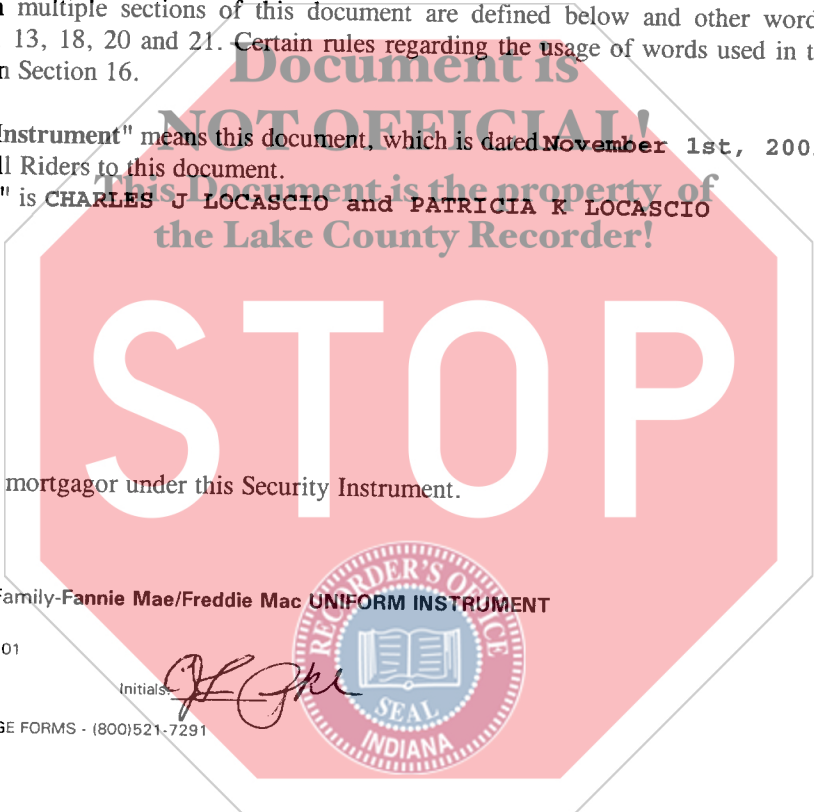 multiple sections of this document are defined below and other word
13, 18, 20 and 21. Certain rules regarding the usage of words used in t
n Section 16.
Document is
NOT OFFICIAL!
Instrument" means this document, which is dated November 1st, 200
ll Riders to this document.
This Document is the property of
" is CHARLES J LOCASCIO and PATRICIA K LOCASCIO
the Lake County Recorder!
STOP
mortgagor under this Security Instrument.
Family-Fannie Mae/Freddie Mac UNIFORM INSTRUMENT
01
Initials:
GE FORMS - (800)521-7291
RECORDER'S OFFICE
SEAL
INDIANA